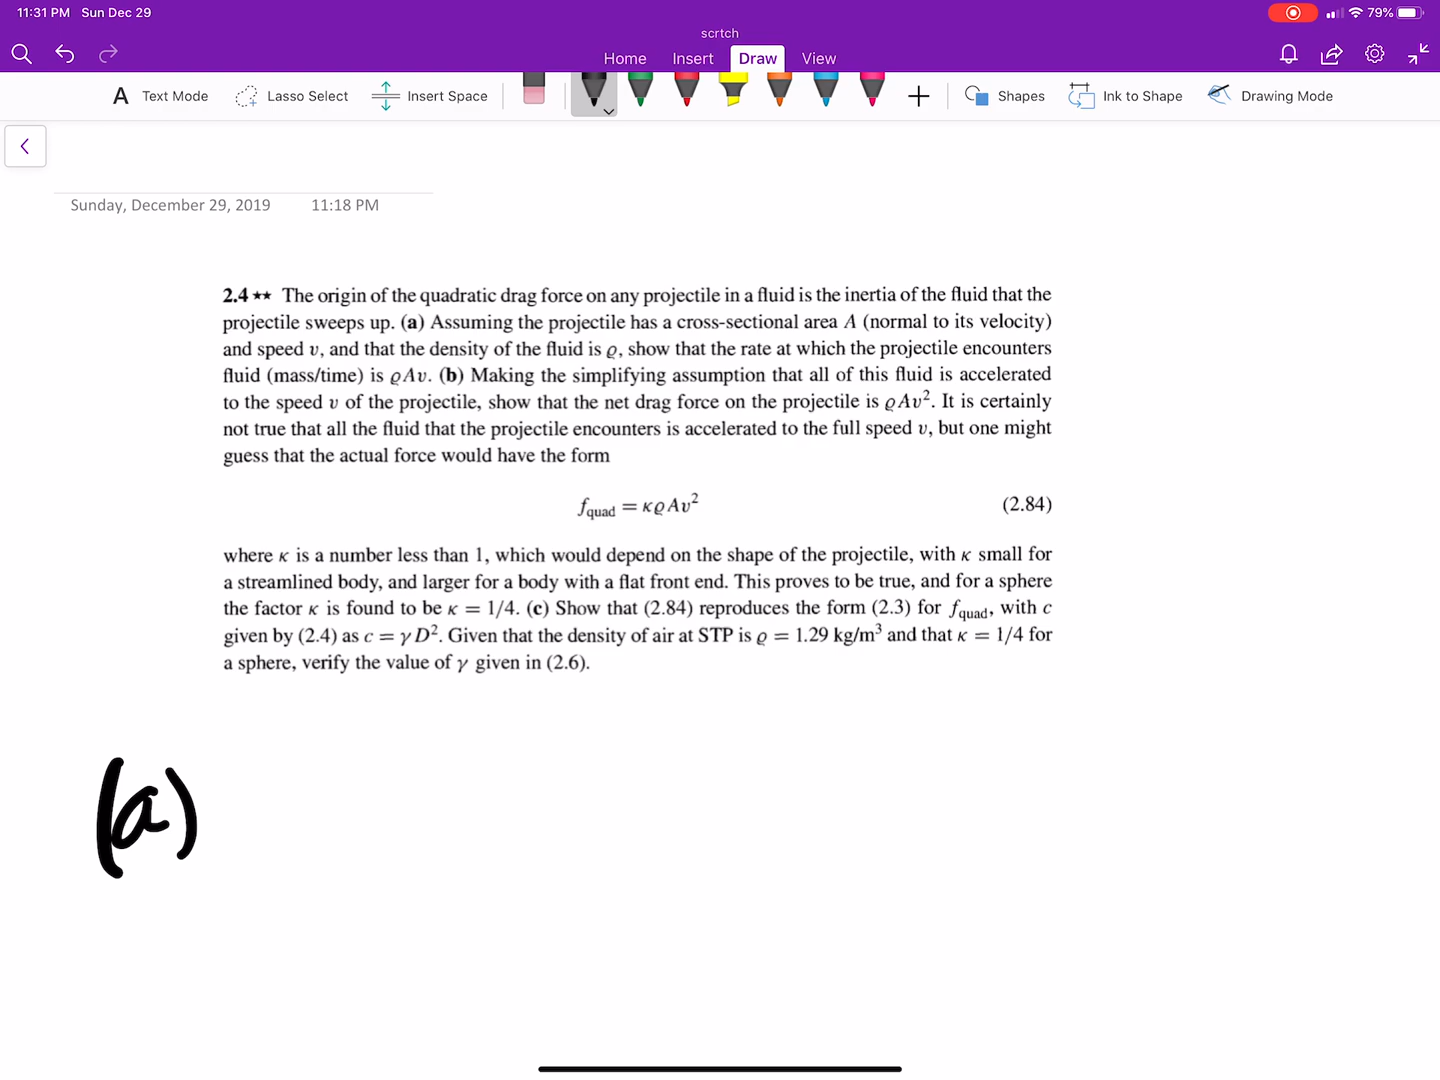 11:31 PM Sun Dec 29
79%
scrtch
Home Insert Draw View
Text Mode Lasso Select Insert Space Shapes Ink to Shape Drawing Mode
Sunday, December 29, 2019 11:18 PM
2.4 ★★ The origin of the quadratic drag force on any projectile in a fluid is the inertia of the fluid that the
projectile sweeps up. (a) Assuming the projectile has a cross-sectional area A (normal to its velocity)
and speed v, and that the density of the fluid is ϱ, show that the rate at which the projectile encounters
fluid (mass/time) is ϱAv. (b) Making the simplifying assumption that all of this fluid is accelerated
to the speed v of the projectile, show that the net drag force on the projectile is ϱAv². It is certainly
not true that all the fluid that the projectile encounters is accelerated to the full speed v, but one might
guess that the actual force would have the form
f_quad = κϱAv² (2.84)
where κ is a number less than 1, which would depend on the shape of the projectile, with κ small for
a streamlined body, and larger for a body with a flat front end. This proves to be true, and for a sphere
the factor κ is found to be κ = 1/4. (c) Show that (2.84) reproduces the form (2.3) for f_quad, with c
given by (2.4) as c = γD². Given that the density of air at STP is ϱ = 1.29 kg/m³ and that κ = 1/4 for
a sphere, verify the value of γ given in (2.6).
(a)